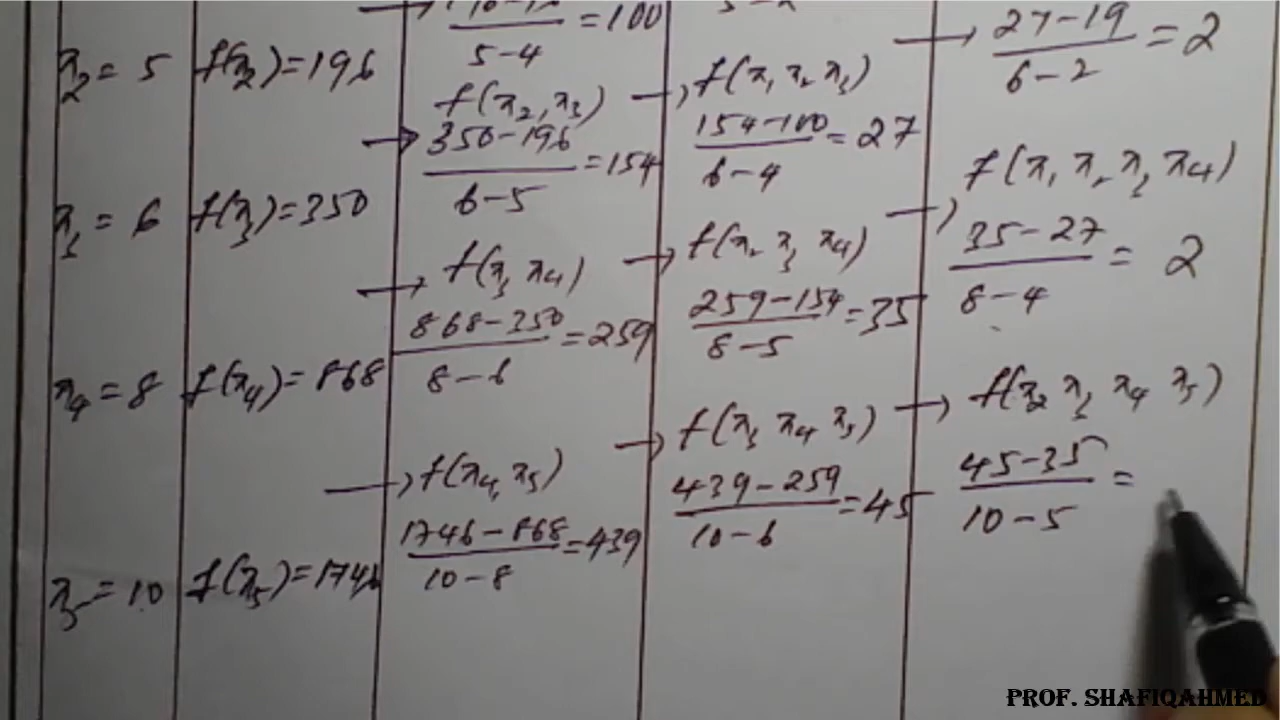 5-4 = 100
x₂ = 5 f(x₂) = 196
27-19
6-2 = 2
f(x₂, x₃)
350-196
6-5 = 154
f(x₁ x₂ x₃)
154-100
6-4 = 27
x₃ = 6 f(x₃) = 350
f(x₁ x₂ x₃ x₄)
35-27
8-4 = 2
f(x₃ x₄)
868-350
8-6 = 259
f(x₂ x₃ x₄)
259-154
8-5 = 35
x₄ = 8 f(x₄) = 868
f(x₂ x₃ x₄ x₅)
45-35
10-5 =
f(x₄, x₅)
1746-868
10-8 = 439
f(x₃ x₄ x₅)
439-259
10-6 = 45
x₅ = 10 f(x₅) = 1746
PROF. SHAFIQAHMED